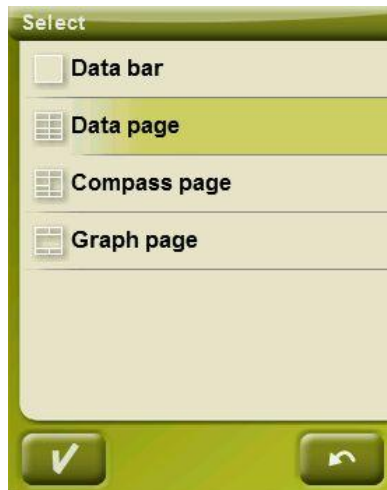 Select
Data bar
Data page
Compass page
Graph page